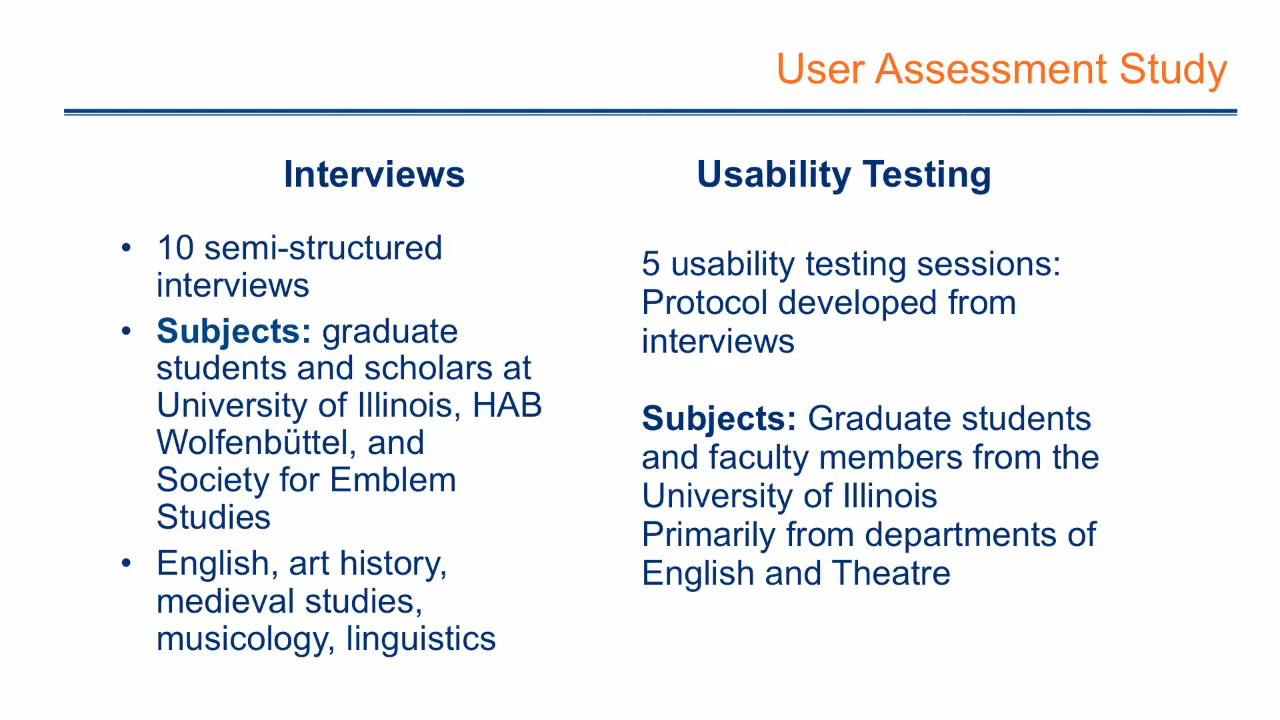 User Assessment Study
Interviews
• 10 semi-structured
interviews
• Subjects: graduate
students and scholars at
University of Illinois, HAB
Wolfenbüttel, and
Society for Emblem
Studies
• English, art history,
medieval studies,
musicology, linguistics
Usability Testing
5 usability testing sessions:
Protocol developed from
interviews
Subjects: Graduate students
and faculty members from the
University of Illinois
Primarily from departments of
English and Theatre